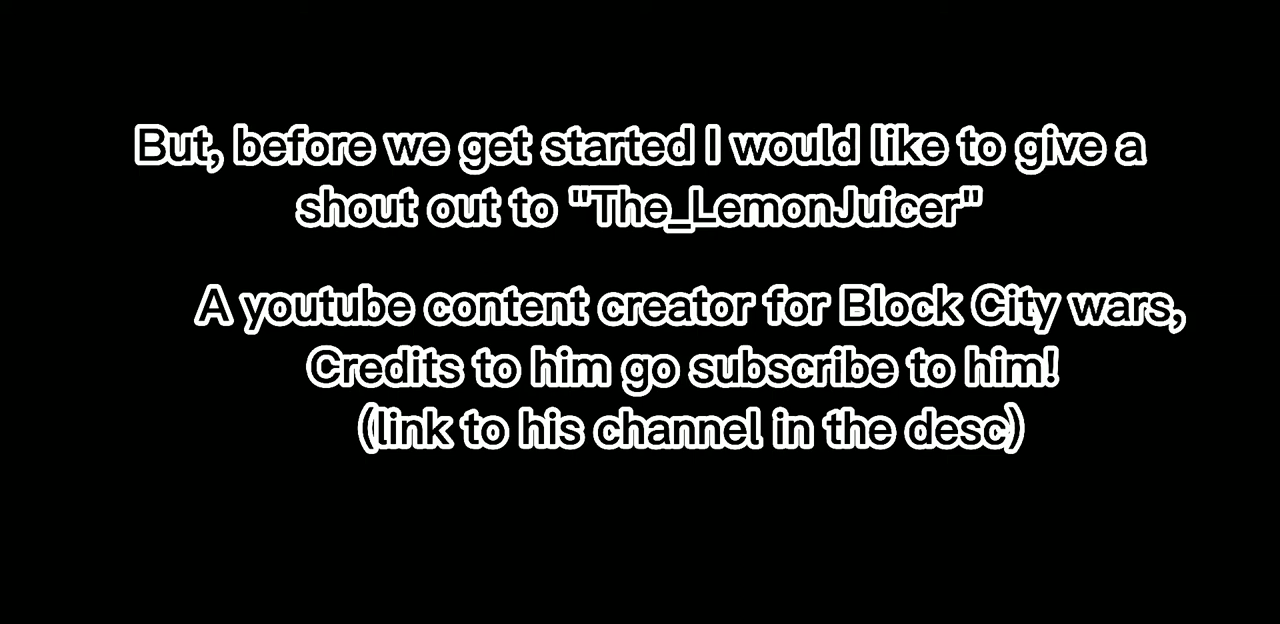 But, before we get started I would like to give a
shout out to "The_LemonJuicer"
A youtube content creator for Block City wars,
Credits to him go subscribe to him!
(link to his channel in the desc)